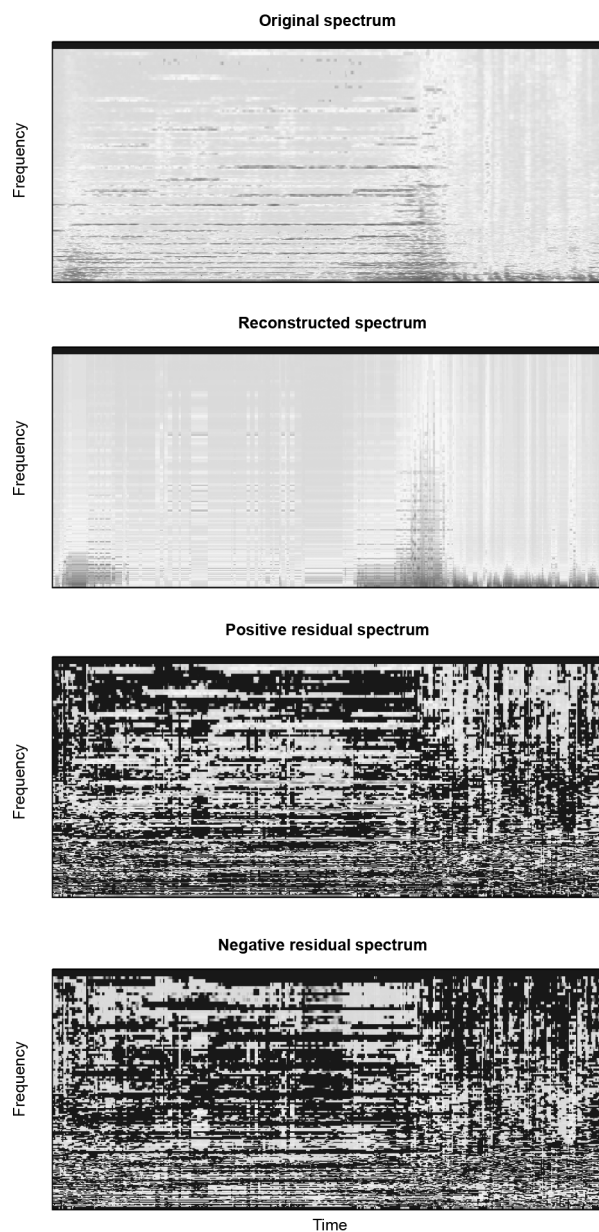 Original spectrum
Frequency
Reconstructed spectrum
Frequency
Positive residual spectrum
Frequency
Negative residual spectrum
Frequency
Time